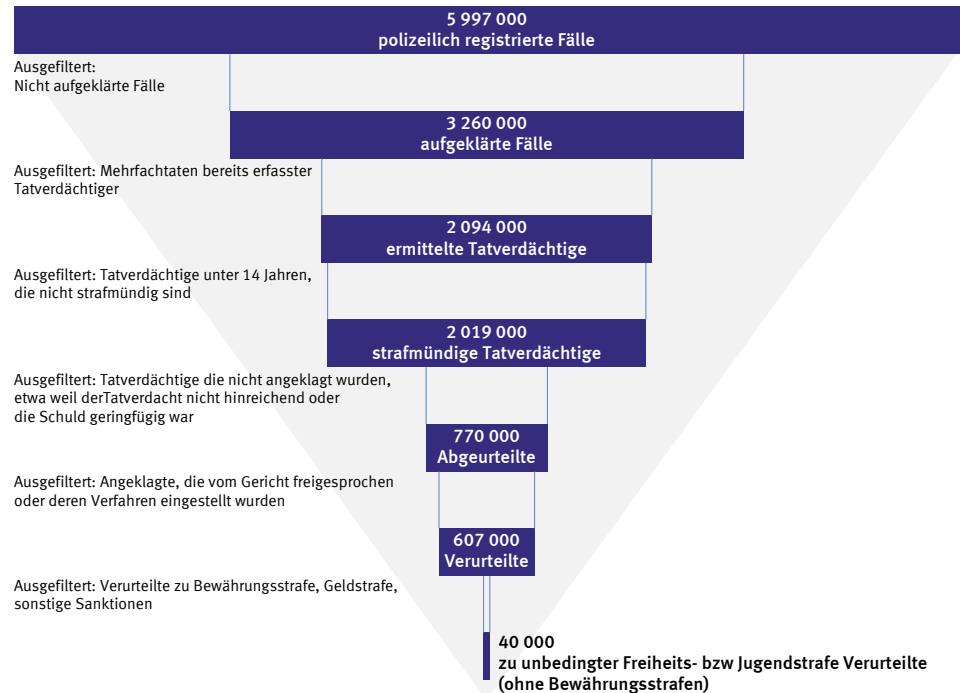 5 997 000
polizeilich registrierte Fälle
Ausgefiltert:
Nicht aufgeklärte Fälle
3 260 000
aufgeklärte Fälle
Ausgefiltert: Mehrfachtaten bereits erfasster
Tatverdächtiger
2 094 000
ermittelte Tatverdächtige
Ausgefiltert: Tatverdächtige unter 14 Jahren,
die nicht strafmündig sind
2 019 000
strafmündige Tatverdächtige
Ausgefiltert: Tatverdächtige die nicht angeklagt wurden,
etwa weil derTatverdacht nicht hinreichend oder
die Schuld geringfügig war
770 000
Abgeurteilte
Ausgefiltert: Angeklagte, die vom Gericht freigesprochen
oder deren Verfahren eingestellt wurden
607 000
Verurteilte
Ausgefiltert: Verurteilte zu Bewährungsstrafe, Geldstrafe,
sonstige Sanktionen
40 000
zu unbedingter Freiheits- bzw Jugendstrafe Verurteilte
(ohne Bewährungsstrafen)